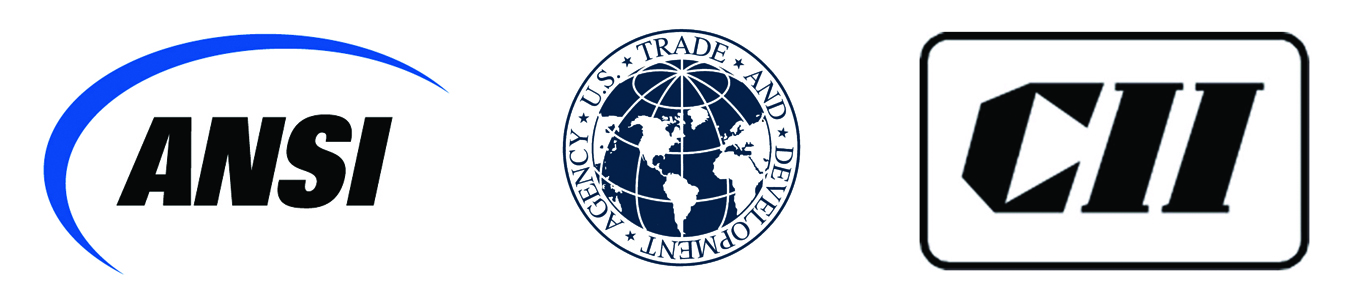 ANSI
U.S. ★ TRADE ★ AND ★ DEVELOPMENT ★ AGENCY ★
CII